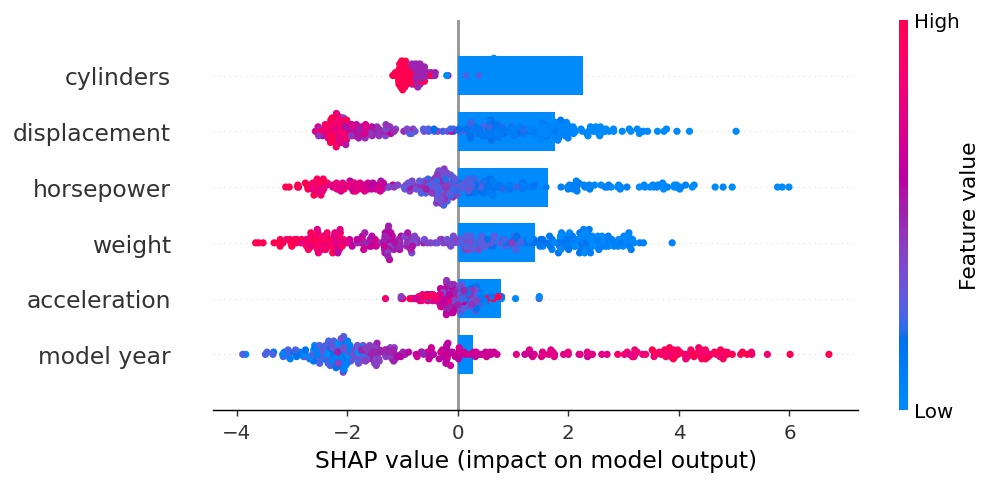 High
cylinders
displacement
horsepower
weight
acceleration
model year
Feature value
Low
−4 −2 0 2 4 6
SHAP value (impact on model output)